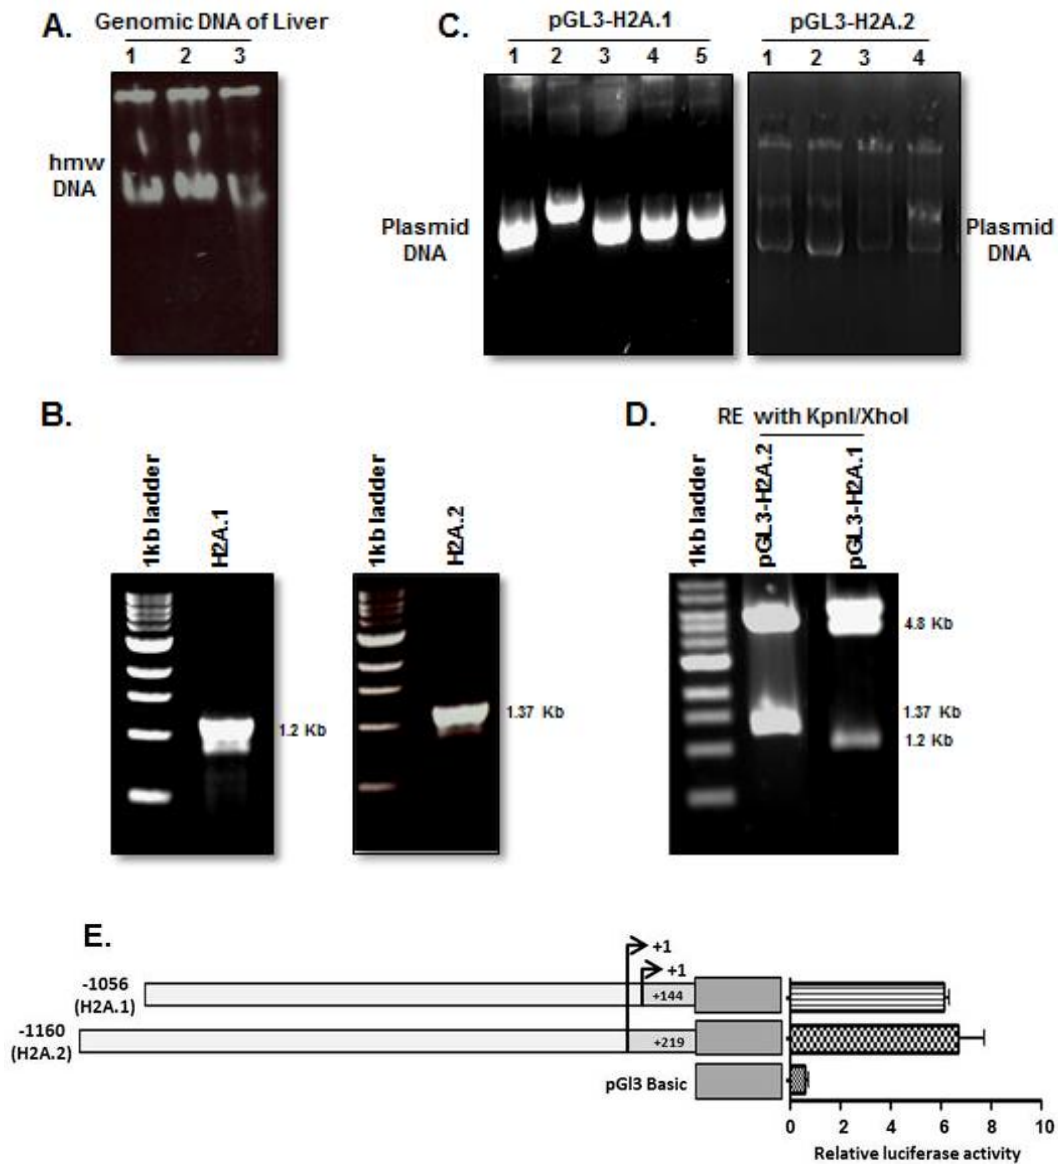 A.
Genomic DNA of Liver
1 2 3
hmw
DNA
C.
pGL3-H2A.1
1 2 3 4 5
pGL3-H2A.2
1 2 3 4
Plasmid
DNA
Plasmid
DNA
B.
1kb ladder
H2A.1
1.2 Kb
1kb ladder
H2A.2
1.37 Kb
D.
RE with KpnI/XhoI
1kb ladder
pGL3-H2A.2
pGL3-H2A.1
4.8 Kb
1.37 Kb
1.2 Kb
E.
+1
+1
-1056
(H2A.1)
+144
-1160
(H2A.2)
+219
pGl3 Basic
0 2 4 6 8 10
Relative luciferase activity